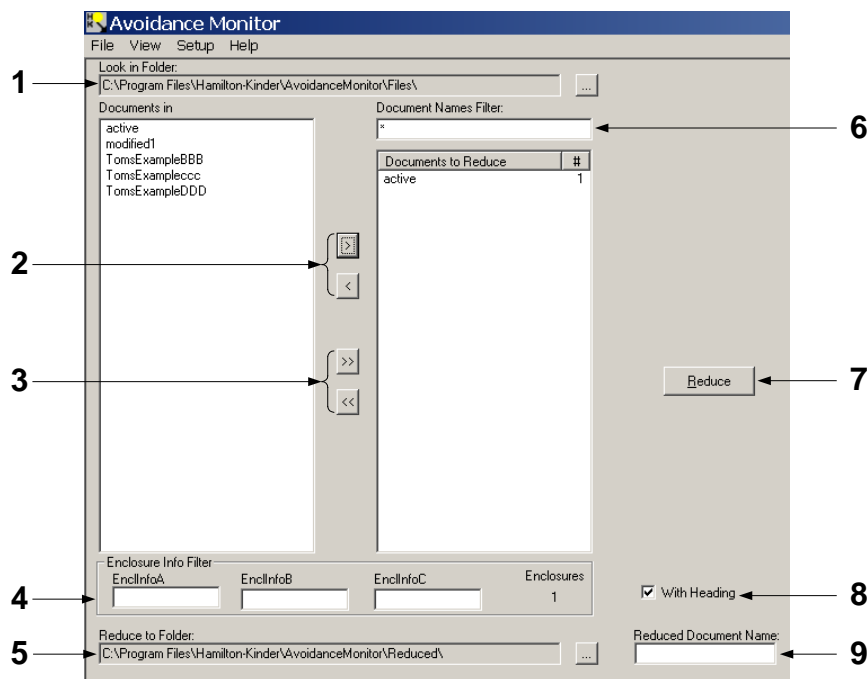 Avoidance Monitor
File View Setup Help
Look in Folder:
1
C:\Program Files\Hamilton-Kinder\AvoidanceMonitor\Files\
...
Documents in
Document Names Filter:
*
6
active
modified1
TomsExampleBBB
TomsExampleccc
TomsExampleDDD
Documents to Reduce #
active 1
2
>
<
3
>>
<<
Reduce
7
Enclosure Info Filter
EnclInfoA EnclInfoB EnclInfoC Enclosures
4
1
With Heading
8
Reduce to Folder:
Reduced Document Name:
5
C:\Program Files\Hamilton-Kinder\AvoidanceMonitor\Reduced\
...
9